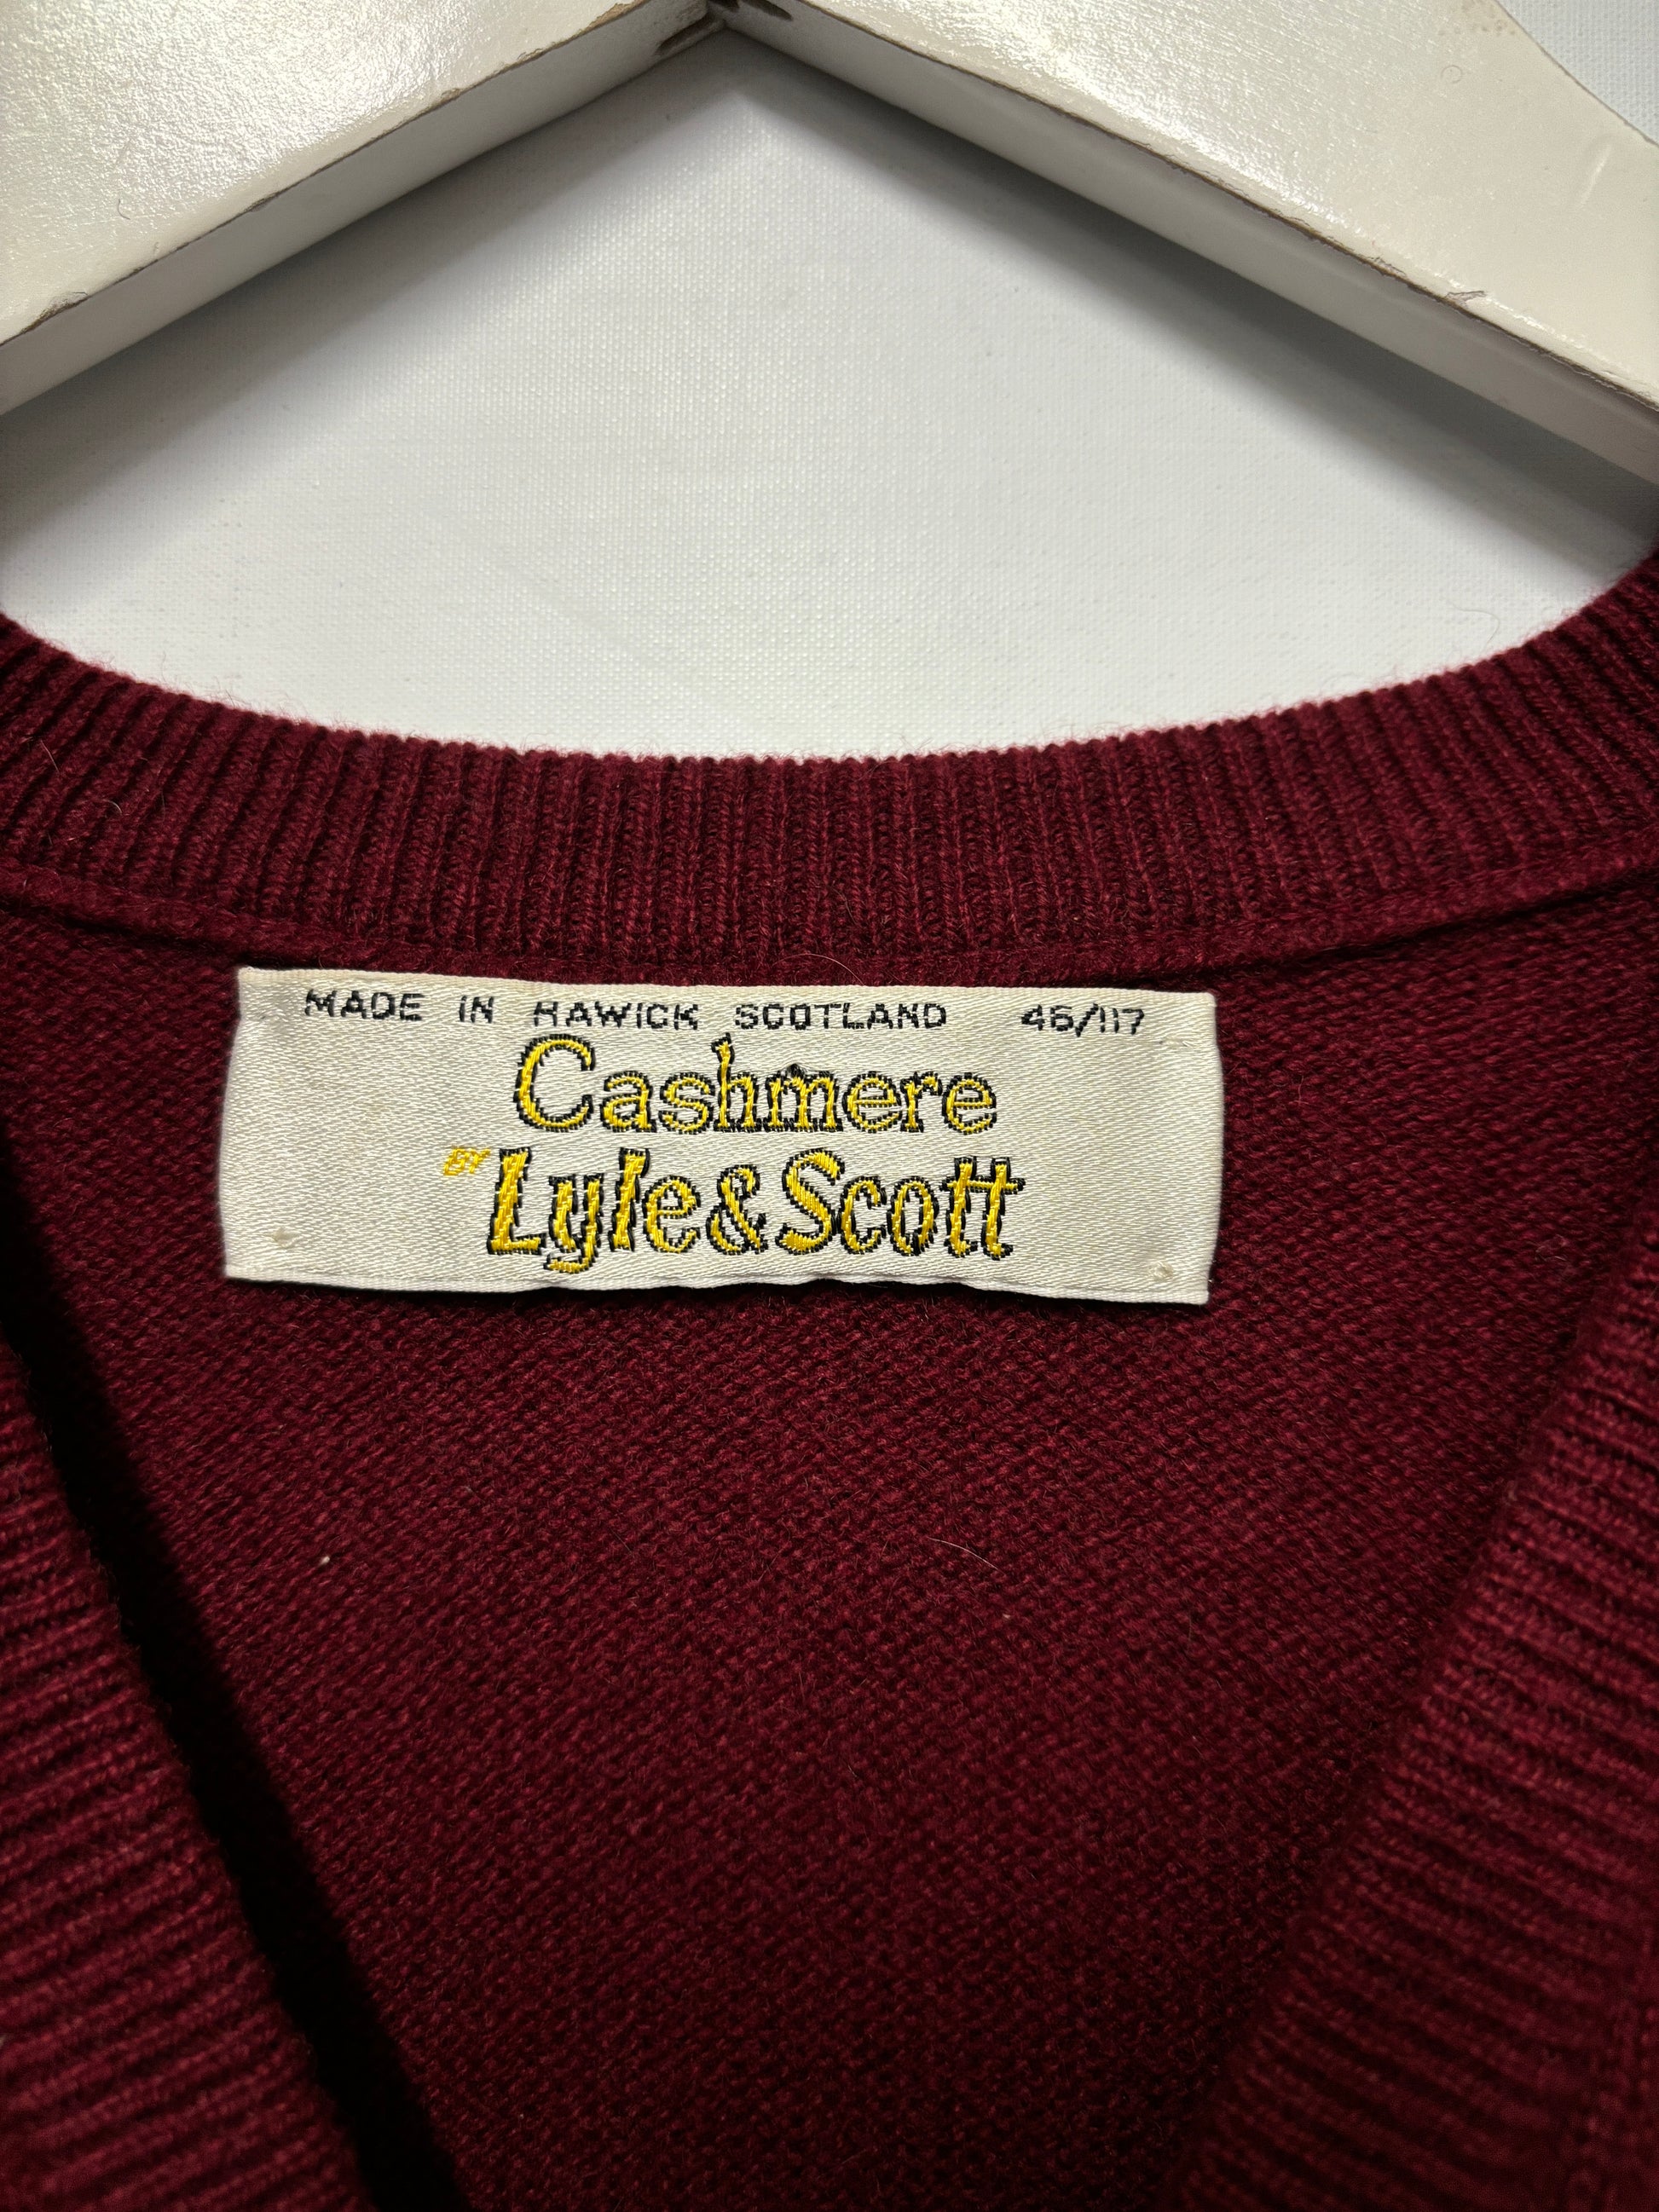 MADE IN HAWICK SCOTLAND 46/117
Cashmere
BY Lyle & Scott